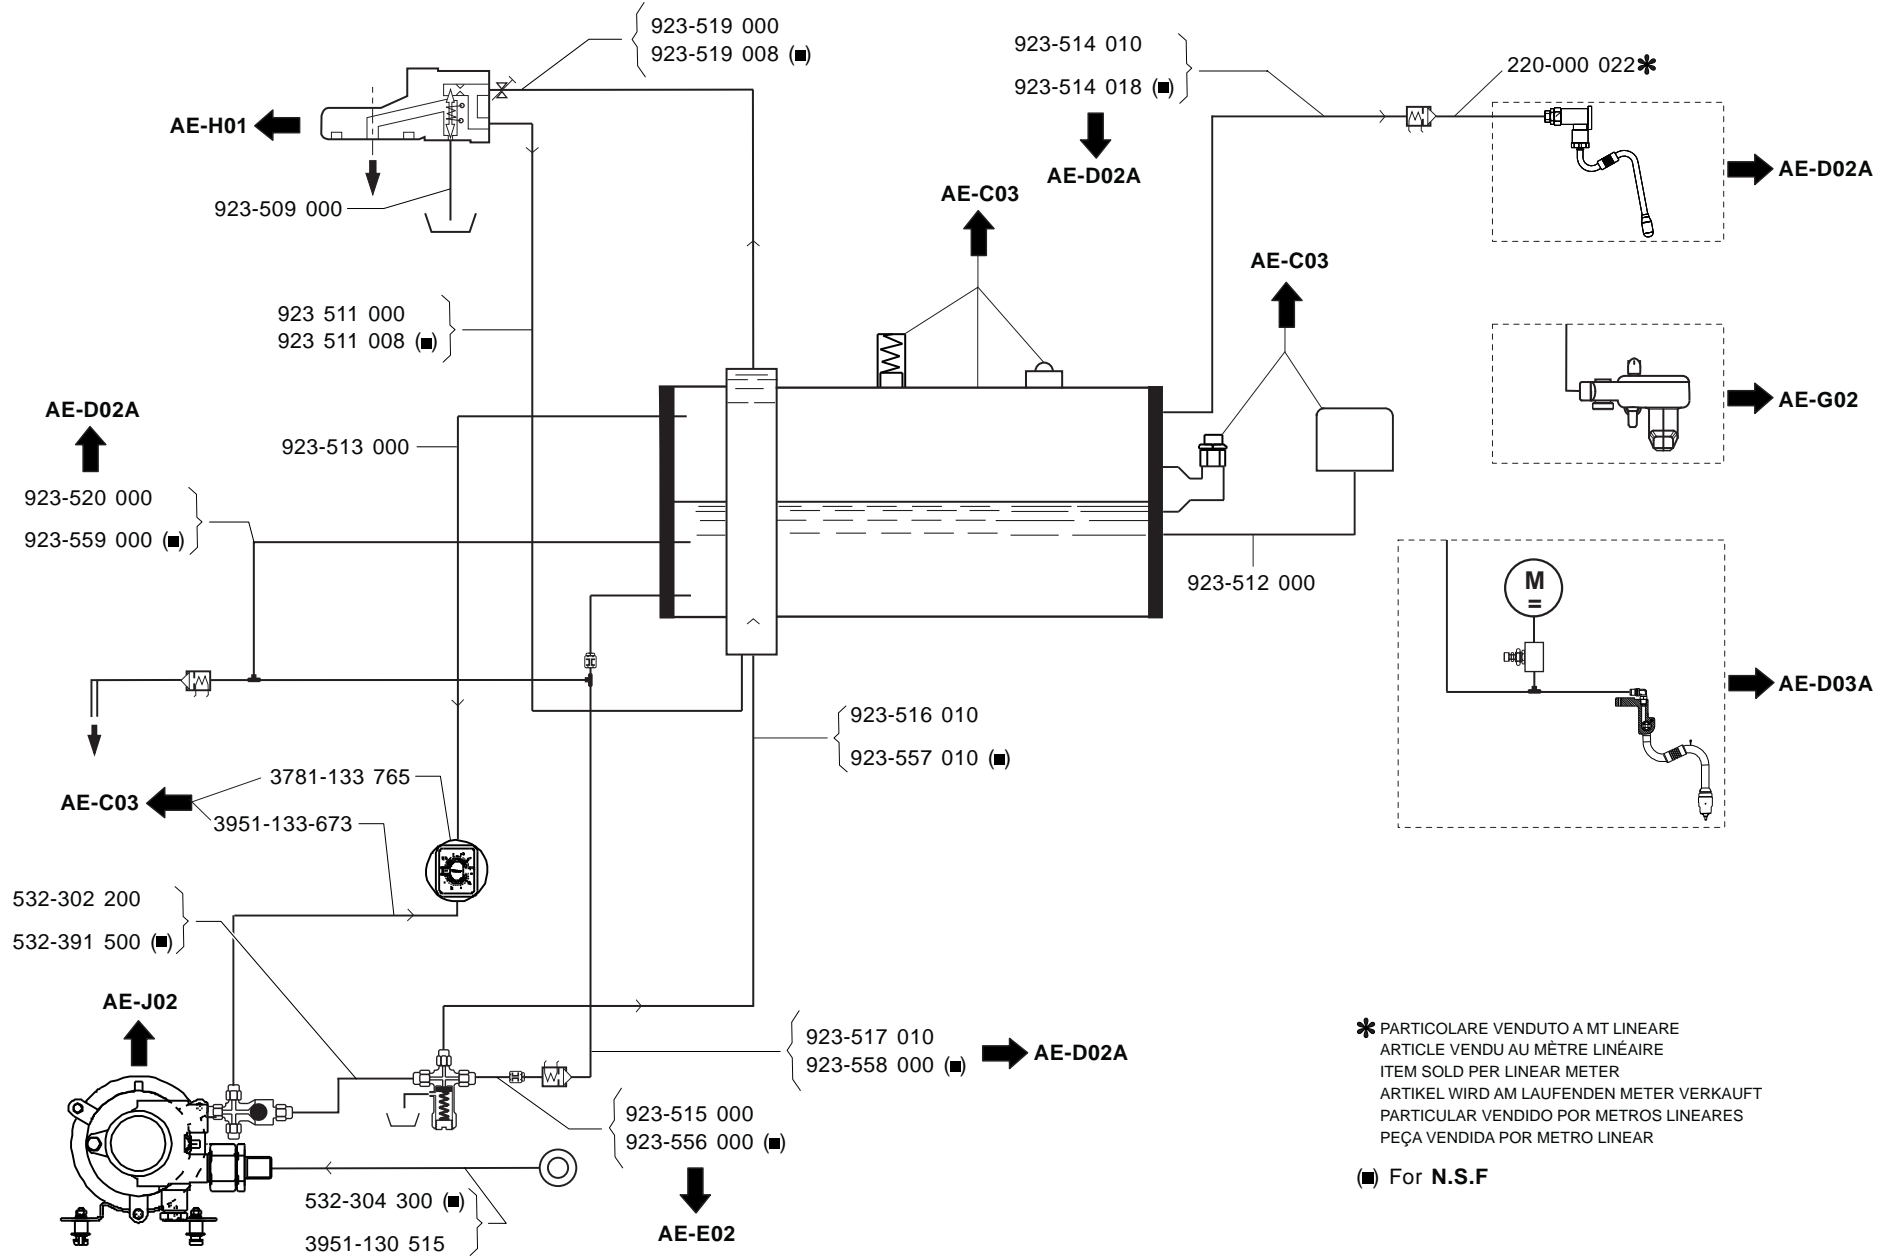 923-519 000
923-519 008 (■)
923-514 010
923-514 018 (■)
220-000 022✱
AE-H01
AE-D02A
AE-D02A
923-509 000
AE-C03
AE-C03
923 511 000
923 511 008 (■)
AE-G02
AE-D02A
923-513 000
923-520 000
923-559 000 (■)
923-512 000
M
=
AE-D03A
923-516 010
923-557 010 (■)
3781-133 765
AE-C03
3951-133-673
532-302 200
532-391 500 (■)
AE-J02
923-517 010
923-558 000 (■)
AE-D02A
923-515 000
923-556 000 (■)
532-304 300 (■)
3951-130 515
AE-E02
✱ PARTICOLARE VENDUTO A MT LINEARE
ARTICLE VENDU AU MÈTRE LINÉAIRE
ITEM SOLD PER LINEAR METER
ARTIKEL WIRD AM LAUFENDEN METER VERKAUFT
PARTICULAR VENDIDO POR METROS LINEARES
PEÇA VENDIDA POR METRO LINEAR
(■) For N.S.F